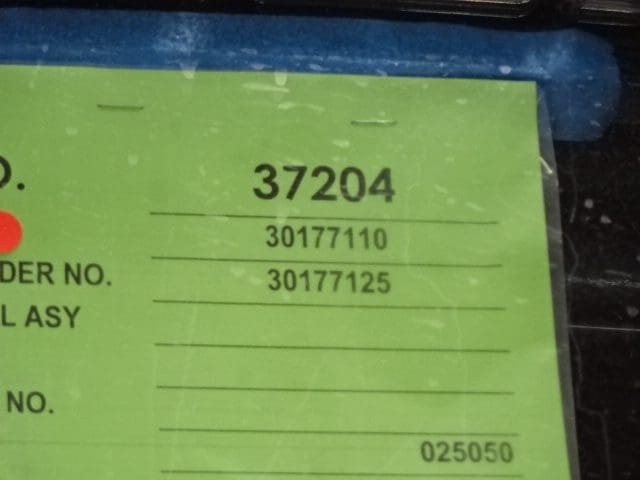 O. 37204
30177110
DER NO. 30177125
L ASY
NO.
025050